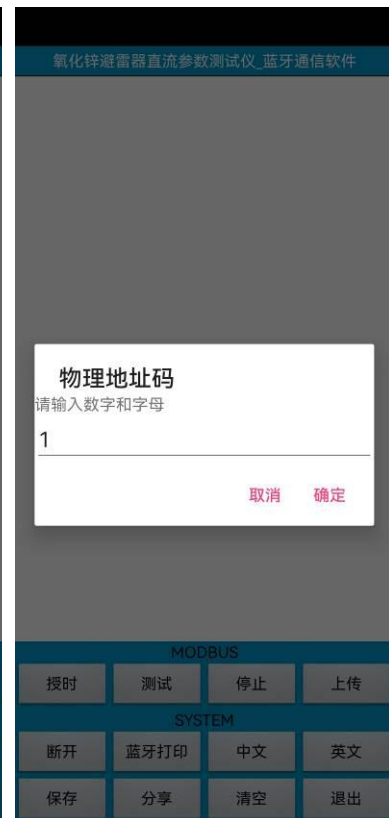 氧化锌避雷器直流参数测试仪_蓝牙通信软件
物理地址码
请输入数字和字母
1
取消 确定
MODBUS
授时 测试 停止 上传
SYSTEM
断开 蓝牙打印 中文 英文
保存 分享 清空 退出